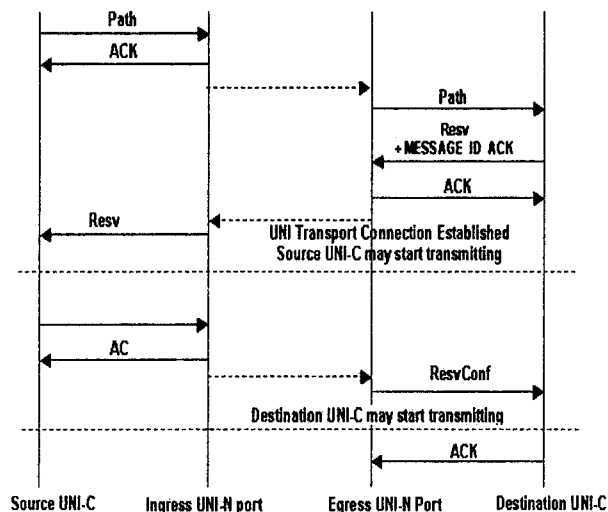 Path
ACK
Path
Resv
+MESSAGE ID ACK
ACK
Resv
UNI Transport Connection Established
Source UNI-C may start transmitting
AC
ResvConf
Destination UNI-C may start transmitting
ACK
Source UNI-C
Ingress UNI-N port
Egress UNI-N Port
Destination UNI-C